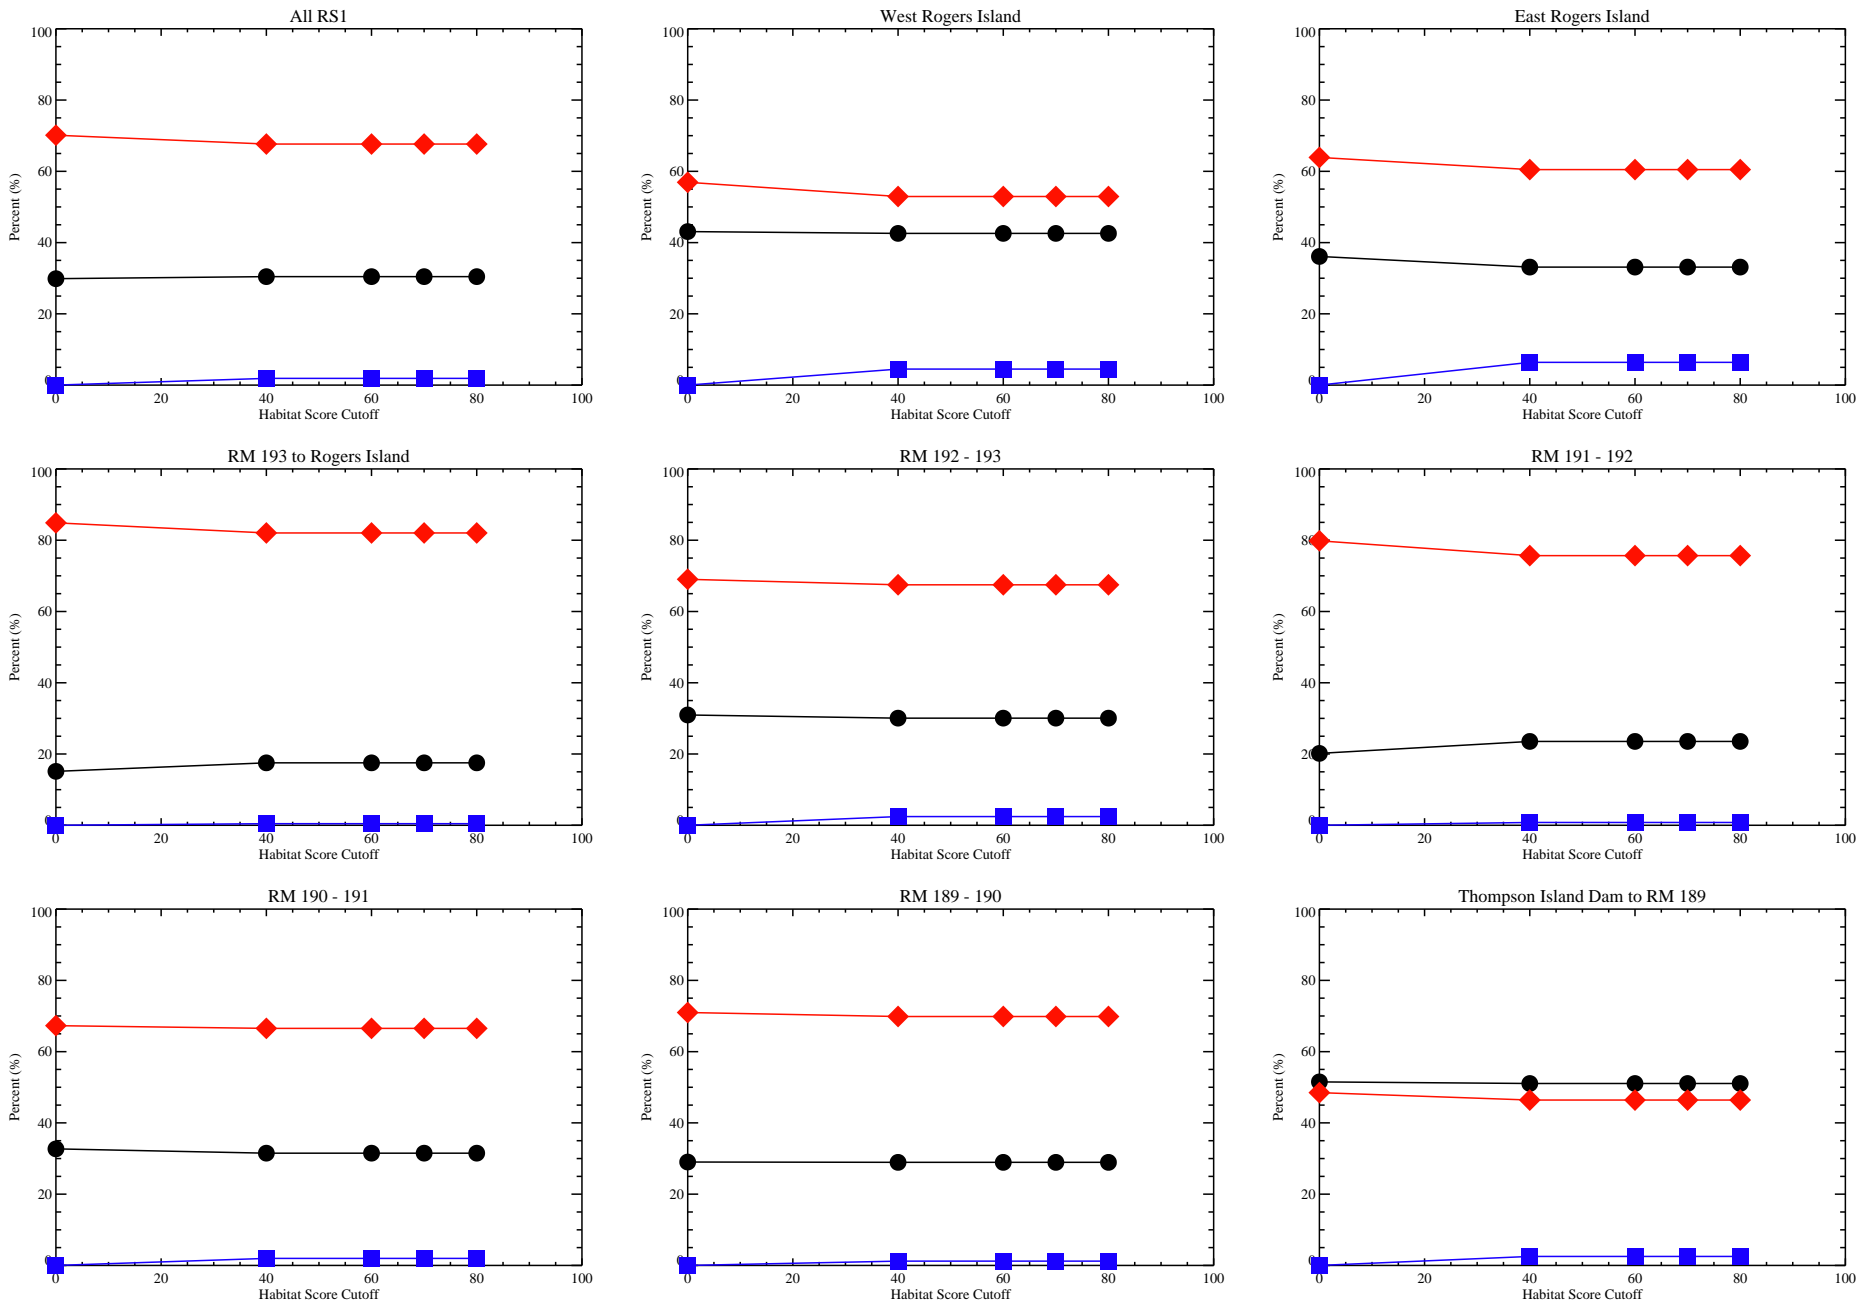 All RS1
100
80
60
40
20
0
Percent (%)
0 20 40 60 80 100
Habitat Score Cutoff
West Rogers Island
100
80
60
40
20
0
Percent (%)
0 20 40 60 80 100
Habitat Score Cutoff
East Rogers Island
100
80
60
40
20
0
Percent (%)
0 20 40 60 80 100
Habitat Score Cutoff
RM 193 to Rogers Island
100
80
60
40
20
0
Percent (%)
0 20 40 60 80 100
Habitat Score Cutoff
RM 192 - 193
100
80
60
40
20
0
Percent (%)
0 20 40 60 80 100
Habitat Score Cutoff
RM 191 - 192
100
80
60
40
20
0
Percent (%)
0 20 40 60 80 100
Habitat Score Cutoff
RM 190 - 191
100
80
60
40
20
0
Percent (%)
0 20 40 60 80 100
Habitat Score Cutoff
RM 189 - 190
100
80
60
40
20
0
Percent (%)
0 20 40 60 80 100
Habitat Score Cutoff
Thompson Island Dam to RM 189
100
80
60
40
20
0
Percent (%)
0 20 40 60 80 100
Habitat Score Cutoff